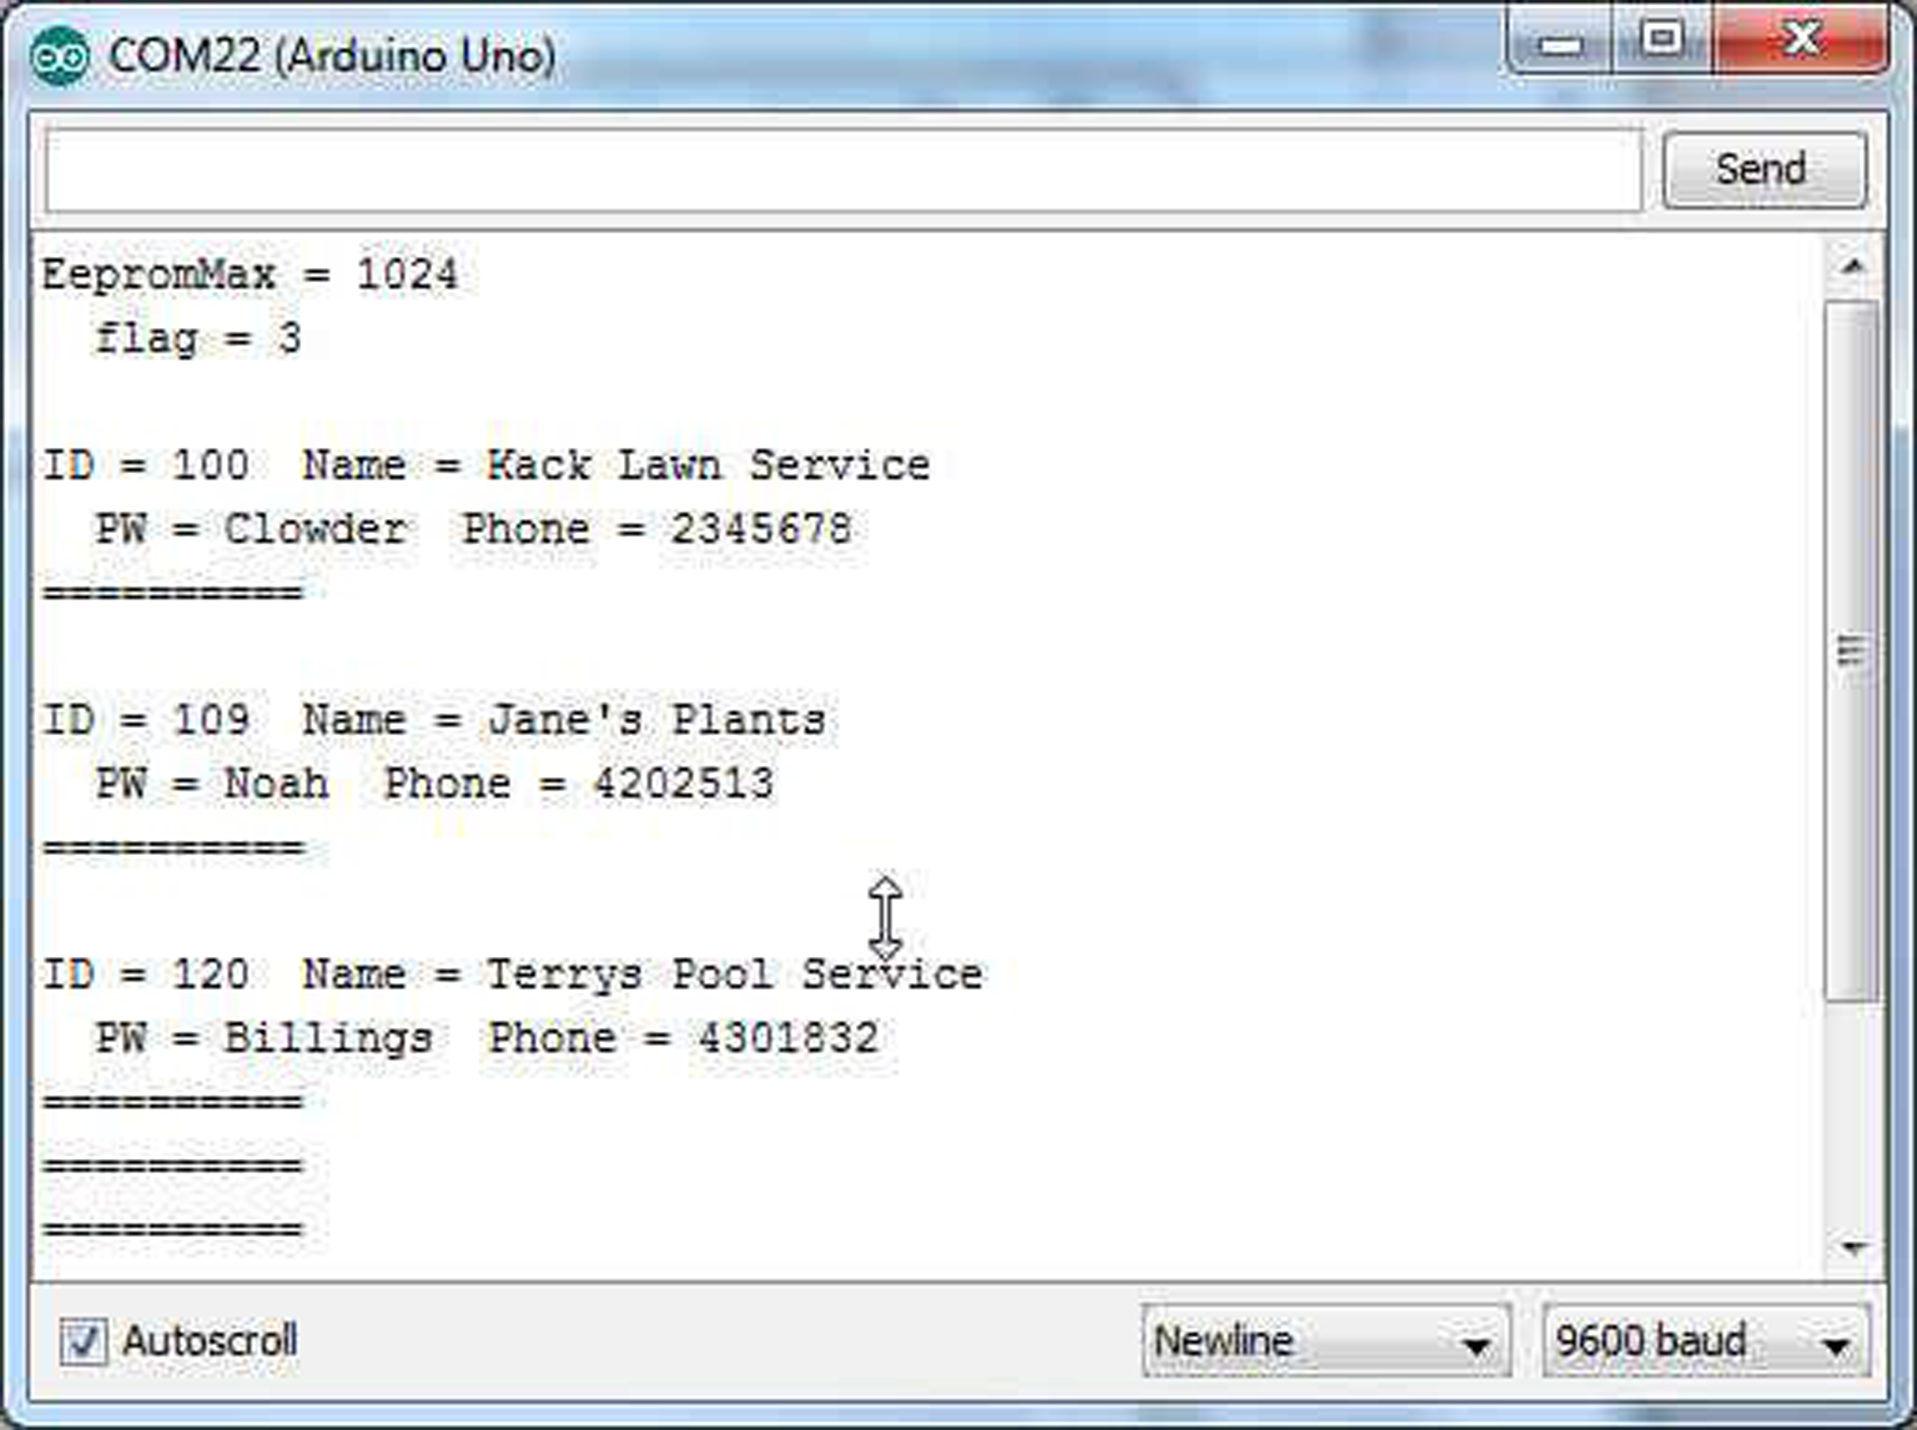 COM22 (Arduino Uno)
Send
EepromMax = 1024
flag = 3
ID = 100  Name = Kack Lawn Service
PW = Clowder  Phone = 2345678
==========
ID = 109  Name = Jane's Plants
PW = Noah  Phone = 4202513
==========
ID = 120  Name = Terrys Pool Service
PW = Billings  Phone = 4301832
==========
==========
==========
Autoscroll
Newline
9600 baud